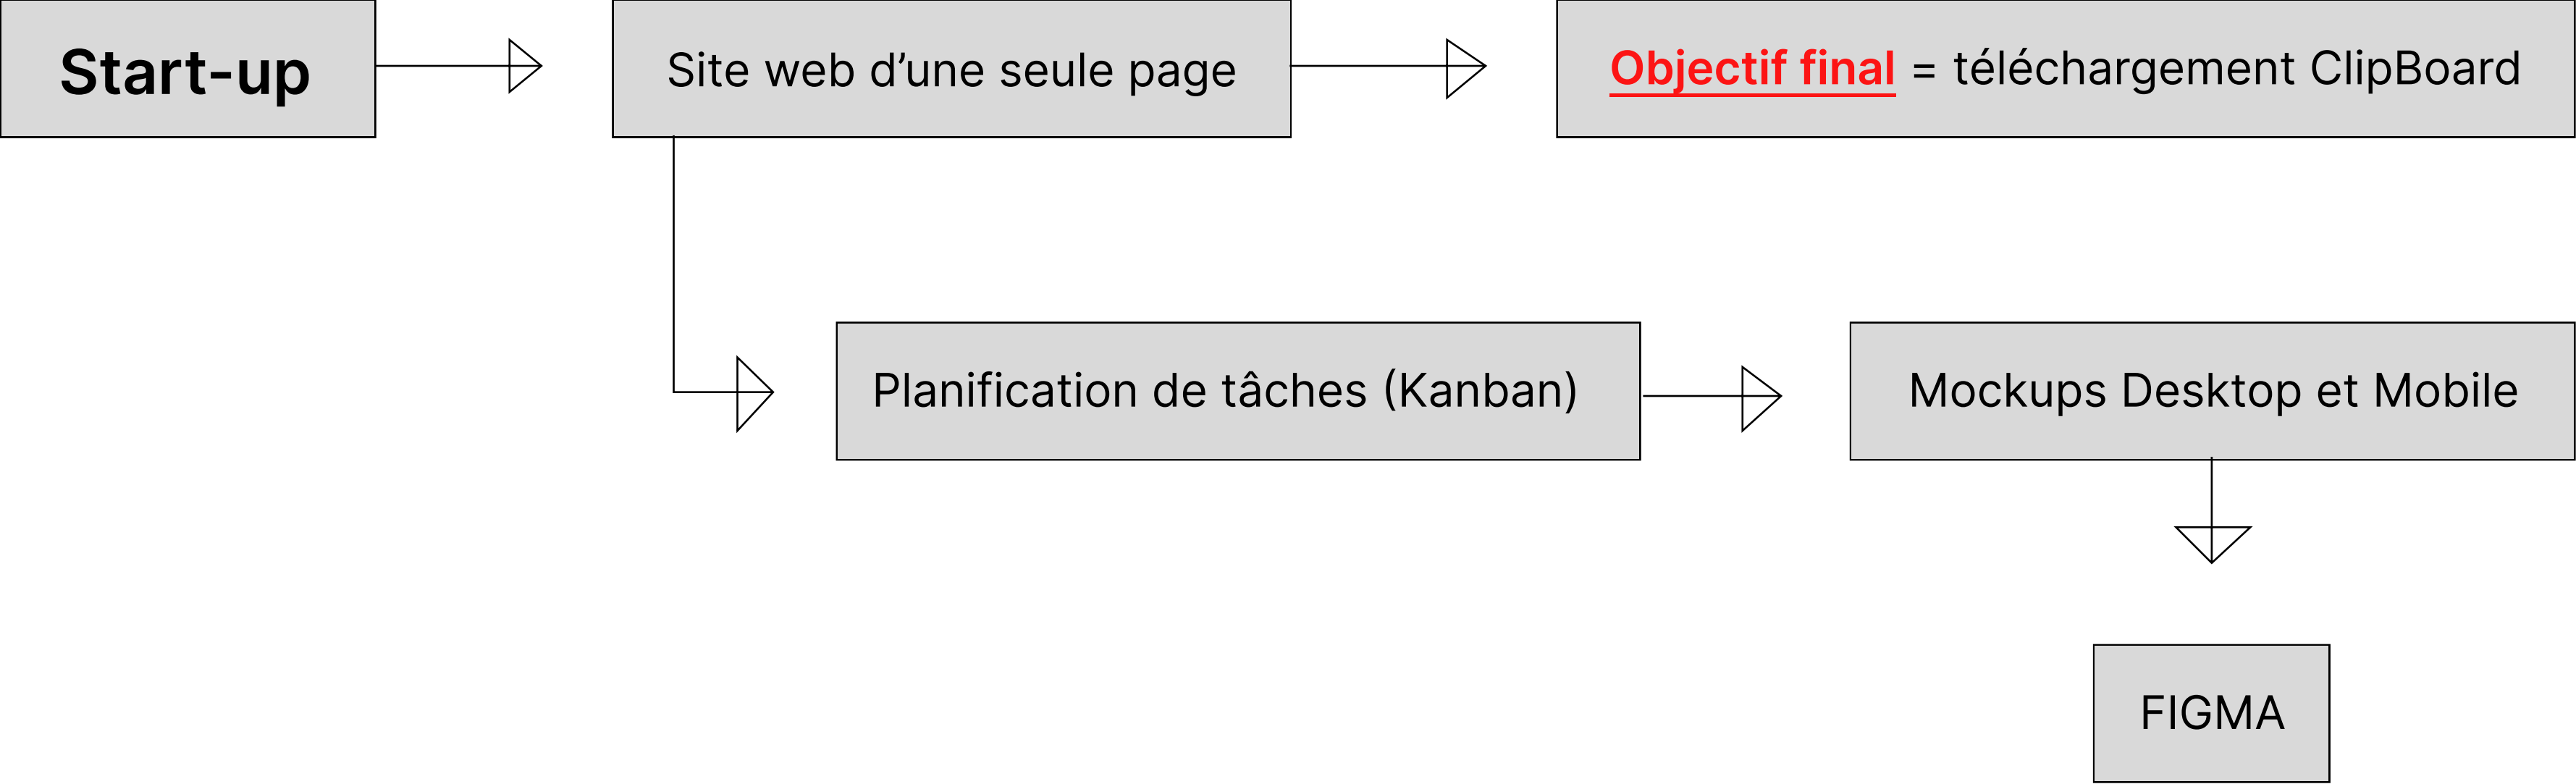 Start-up
Site web d’une seule page
Objectif final = téléchargement ClipBoard
Planification de tâches (Kanban)
Mockups Desktop et Mobile
FIGMA